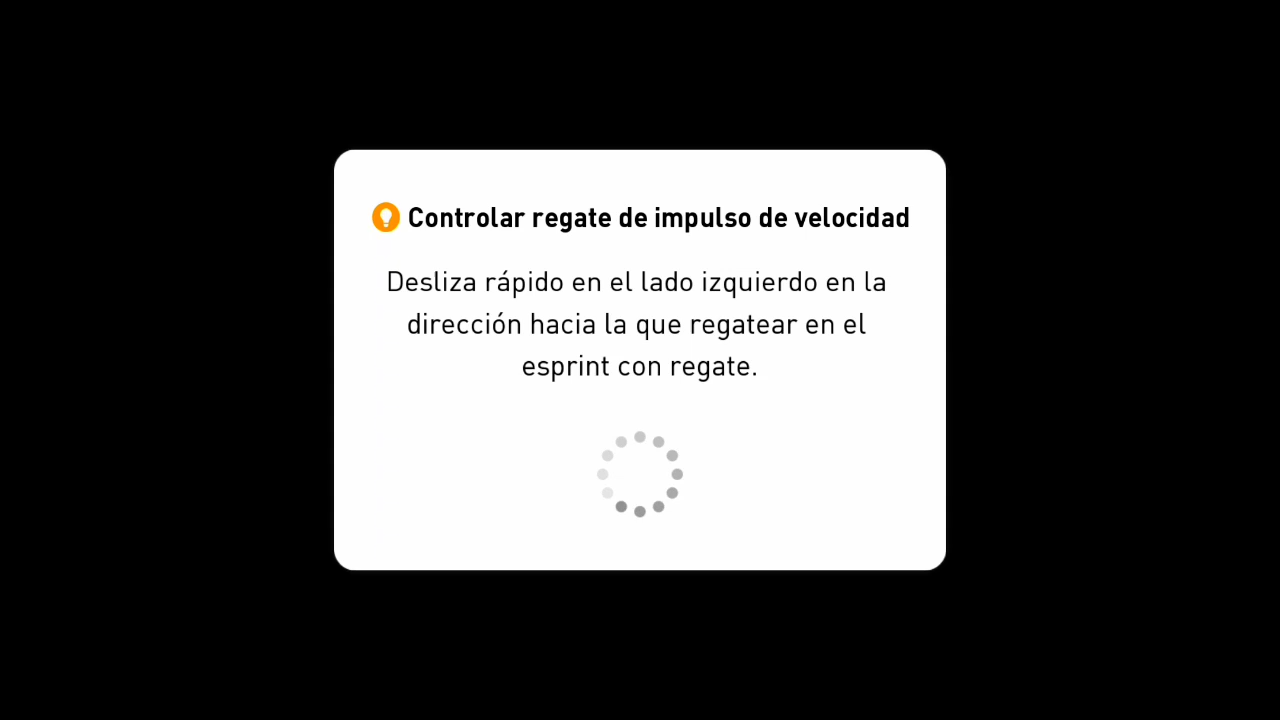 Controlar regate de impulso de velocidad
Desliza rápido en el lado izquierdo en la
dirección hacia la que regatear en el
esprint con regate.